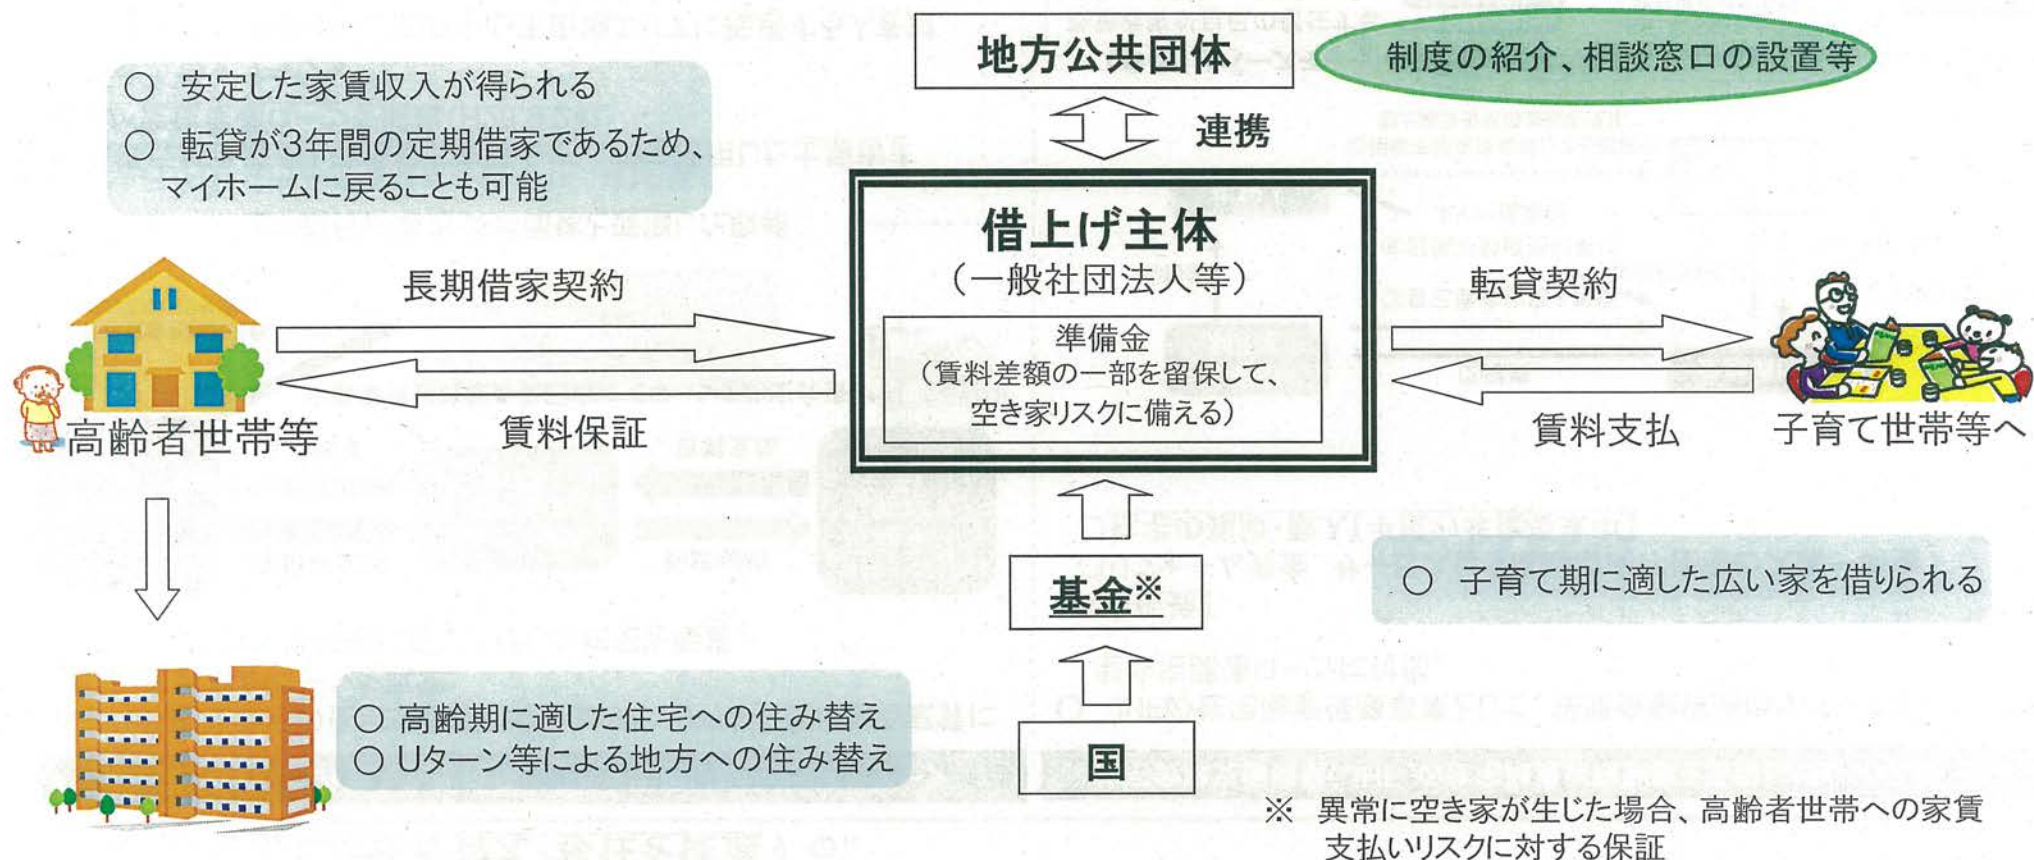 地方公共団体
制度の紹介、相談窓口の設置等
○ 安定した家賃収入が得られる
○ 転貸が3年間の定期借家であるため、
マイホームに戻ることも可能
連携
借上げ主体
（一般社団法人等）
長期借家契約
転貸契約
準備金
（賃料差額の一部を留保して、
空き家リスクに備える）
高齢者世帯等
賃料保証
賃料支払
子育て世帯等へ
基金※
○ 子育て期に適した広い家を借りられる
○ 高齢期に適した住宅への住み替え
○ Uターン等による地方への住み替え
国
※ 異常に空き家が生じた場合、高齢者世帯への家賃
支払いリスクに対する保証